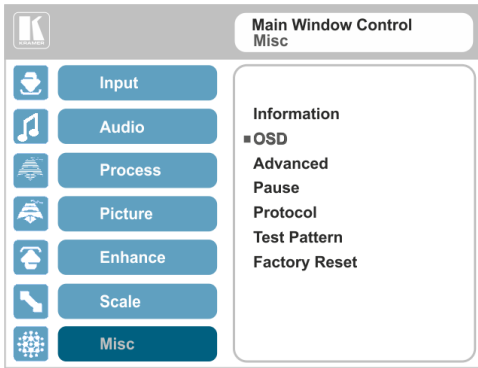 KRAMER
Main Window Control
Misc
Input
Audio
Process
Picture
Enhance
Scale
Misc
Information
OSD
Advanced
Pause
Protocol
Test Pattern
Factory Reset